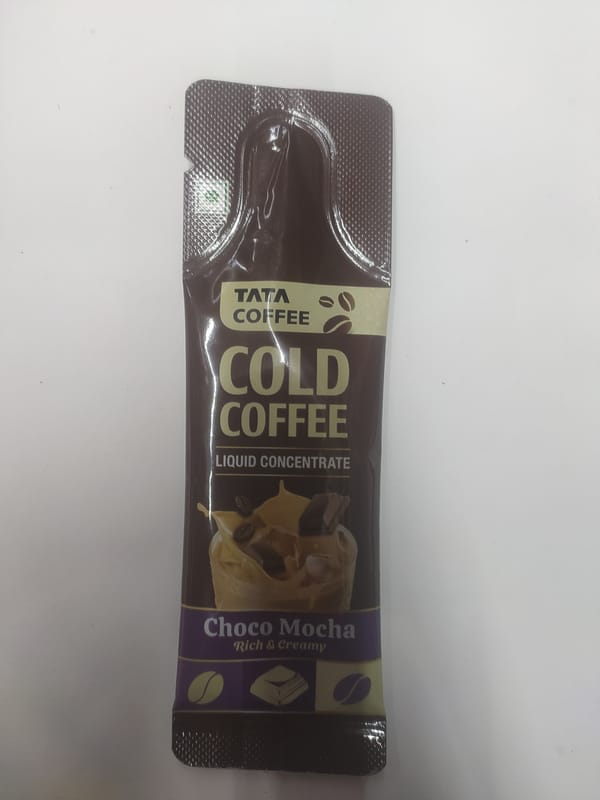 TATA
COFFEE
COLD
COFFEE
LIQUID CONCENTRATE
Choco Mocha
Rich & Creamy